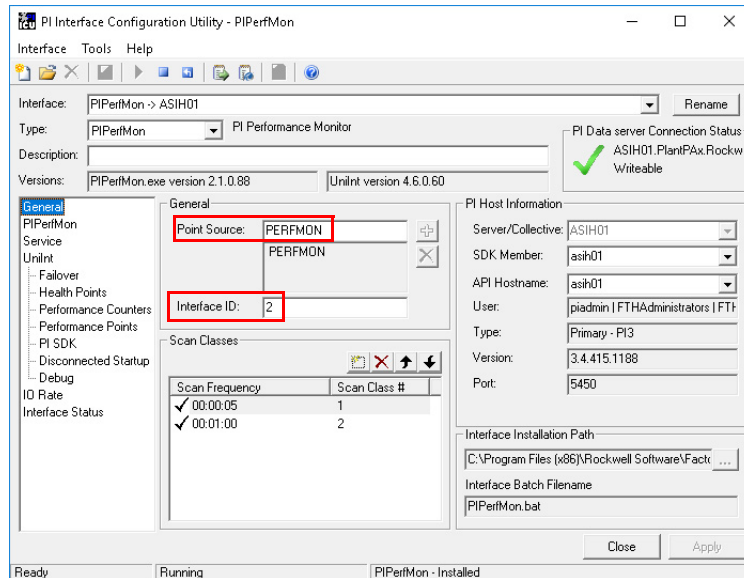 PI Interface Configuration Utility - PIPerfMon
Interface Tools Help
Interface: PIPerfMon -> ASIH01 Rename
Type: PIPerfMon PI Performance Monitor
Description:
Versions: PIPerfMon.exe version 2.1.0.88 UniInt version 4.6.0.60
PI Data server Connection Status
ASIH01.PlantPAx.Rockw
Writeable
General
PIPerfMon
Service
UniInt
Failover
Health Points
Performance Counters
Performance Points
PI SDK
Disconnected Startup
Debug
IO Rate
Interface Status
General
Point Source: PERFMON
PERFMON
Interface ID: 2
Scan Classes
Scan Frequency Scan Class #
00:00:05 1
00:01:00 2
PI Host Information
Server/Collective: ASIH01
SDK Member: asih01
API Hostname: asih01
User: piadmin | FTHAdministrators | FTH
Type: Primary - PI3
Version: 3.4.415.1188
Port: 5450
Interface Installation Path
C:\Program Files (x86)\Rockwell Software\Facto ...
Interface Batch Filename
PIPerfMon.bat
Close Apply
Ready Running PIPerfMon - Installed